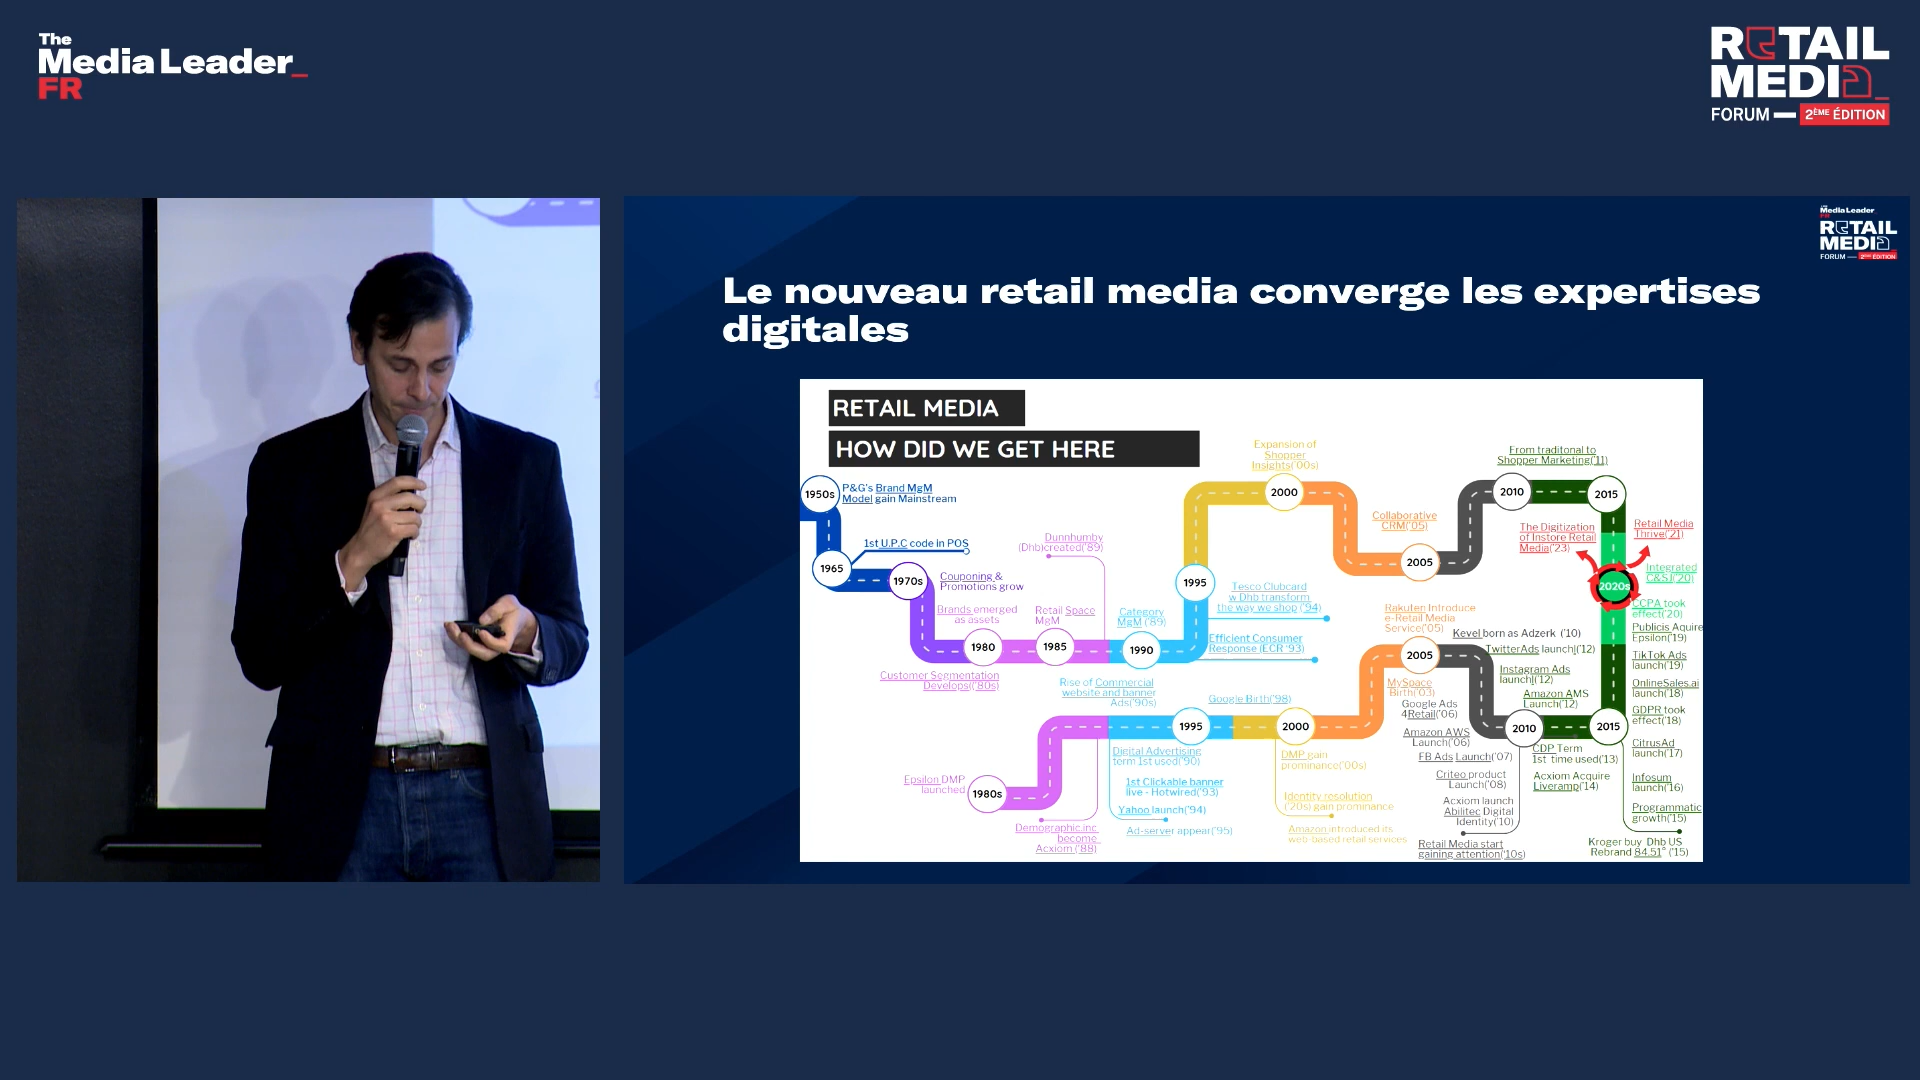 The
Media Leader_
FR
RETAIL
MEDIA_
FORUM — 2ÈME ÉDITION
The
Media Leader_
FR
RETAIL
MEDIA
FORUM — 2ÈME ÉDITION
Le nouveau retail media converge les expertises
digitales
RETAIL MEDIA
HOW DID WE GET HERE
1950s
P&G's Brand MgM
Model gain Mainstream
1st U.P.C code in POS
1965
1970s
Couponing &
Promotions grow
Brands emerged
as assets
1980
Customer Segmentation
Develops('80s)
Retail Space
MgM
1985
Dunnhumby
(Dhb)created('89)
Category
MgM ('89)
1990
1995
Tesco Clubcard
w Dhb transform
the way we shop ('94)
Efficient Consumer
Response (ECR '93)
Expansion of
Shopper
Insights('00s)
2000
Collaborative
CRM('05)
2005
2010
From traditonal to
Shopper Marketing('11)
2015
The Digitization
of Instore Retail
Media('23)
Retail Media
Thrive('21)
2020s
Integrated
C&S.I('20)
CCPA took
effect('20)
Publicis Aquire
Epsilon('19)
TikTok Ads
launch('19)
OnlineSales.ai
launch('18)
GDPR took
effect('18)
CitrusAd
launch('17)
Infosum
launch('16)
Programmatic
growth('15)
Kroger buy Dhb US
Rebrand 84.51° ('15)
Epsilon DMP
launched
1980s
Demographic.inc
become
Acxiom ('88)
Rise of Commercial
website and banner
Ads('90s)
1995
Digital Advertising
term 1st used('90)
1st Clickable banner
live - Hotwired('93)
Yahoo launch('94)
Ad-server appear('95)
Google Birth('98)
2000
DMP gain
prominance('00s)
Identity resolution
('20s) gain prominance
Amazon introduced its
web-based retail services
Rakuten Introduce
e-Retail Media
Service('05)
2005
MySpace
Birth('03)
Google Ads
4Retail('06)
Amazon AWS
Launch('06)
FB Ads Launch('07)
Criteo product
Launch('08)
Acxiom launch
Abilitec Digital
Identity('10)
Retail Media start
gaining attention('10s)
Kevel born as Adzerk ('10)
TwitterAds launch('12)
Instagram Ads
launch('12)
Amazon AMS
Launch('12)
2010
2015
CDP Term
1st time used('13)
Acxiom Acquire
Liveramp('14)